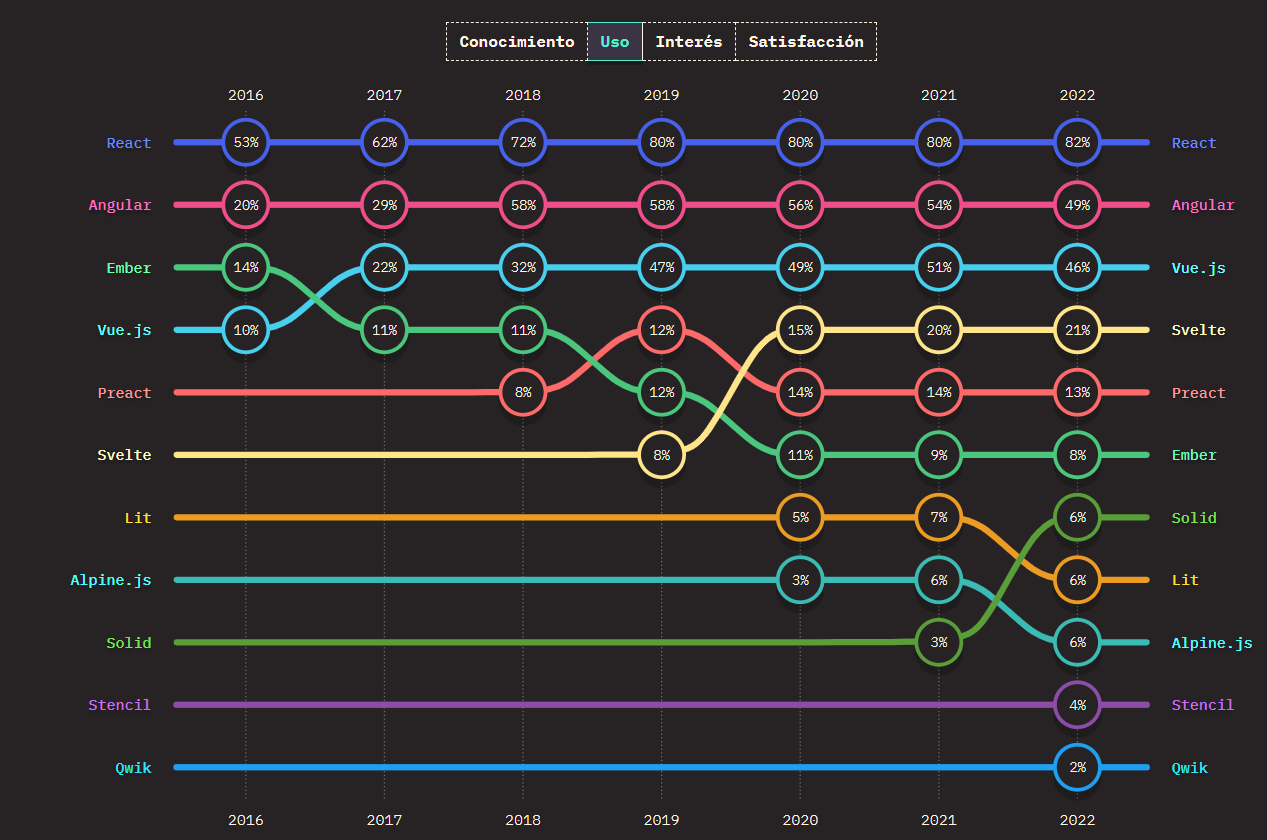 Conocimiento Uso Interés Satisfacción
2016 2017 2018 2019 2020 2021 2022
React 53% 62% 72% 80% 80% 80% 82% React
Angular 20% 29% 58% 58% 56% 54% 49% Angular
Ember 14% 22% 32% 47% 49% 51% 46% Vue.js
Vue.js 10% 11% 11% 12% 15% 20% 21% Svelte
Preact 8% 12% 14% 14% 13% Preact
Svelte 8% 11% 9% 8% Ember
Lit 5% 7% 6% Solid
Alpine.js 3% 6% 6% Lit
Solid 3% 6% Alpine.js
Stencil 4% Stencil
Qwik 2% Qwik
2016 2017 2018 2019 2020 2021 2022